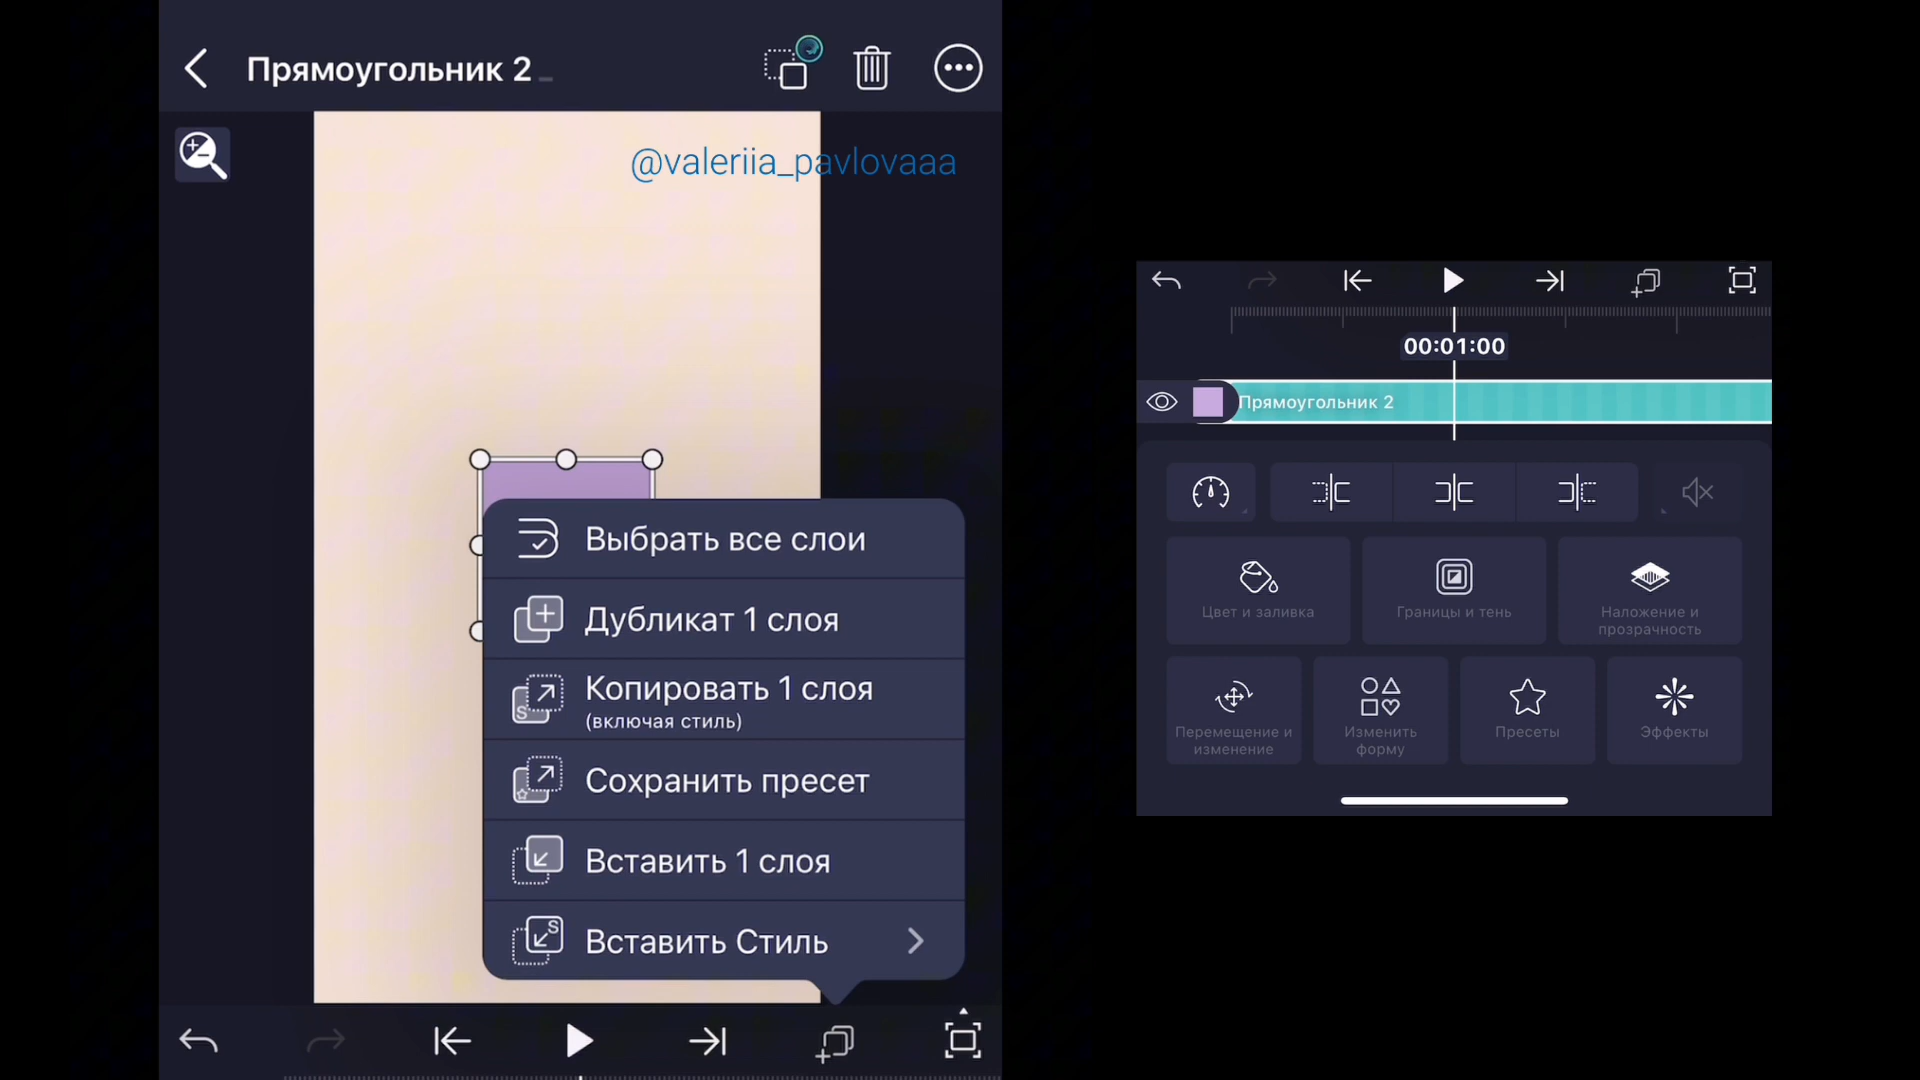 Прямоугольник 2
@valeriia_pavlovaaa
Выбрать все слои
Дубликат 1 слоя
Копировать 1 слоя
(включая стиль)
Сохранить пресет
Вставить 1 слоя
Вставить Стиль
00:01:00
Прямоугольник 2
Цвет и заливка
Границы и тень
Наложение и
прозрачность
Перемещение и
изменение
Изменить
форму
Пресеты
Эффекты